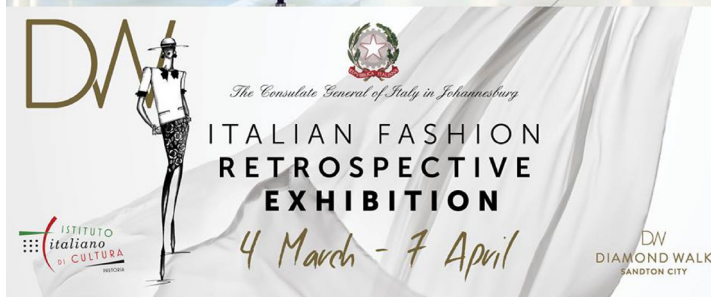 DW
The Consulate General of Italy in Johannesburg
ITALIAN FASHION
RETROSPECTIVE
EXHIBITION
4 March - 7 April
ISTITUTO
italiano
DI CULTURA
PRETORIA
DW
DIAMOND WALK
SANDTON CITY